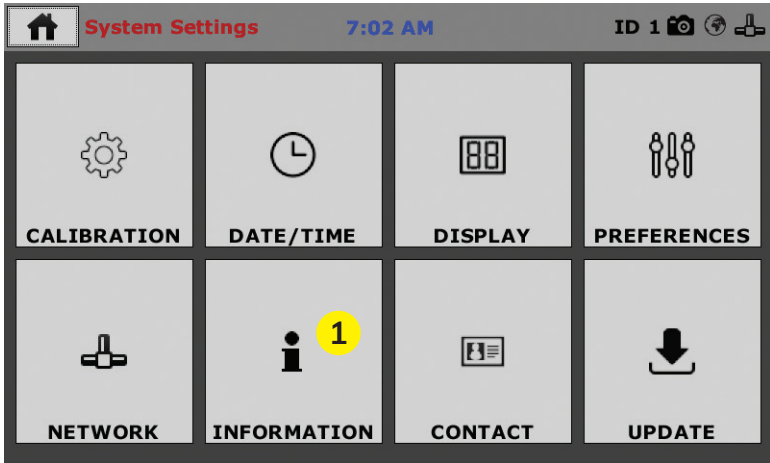 System Settings 7:02 AM ID 1
CALIBRATION DATE/TIME DISPLAY PREFERENCES
1
NETWORK INFORMATION CONTACT UPDATE